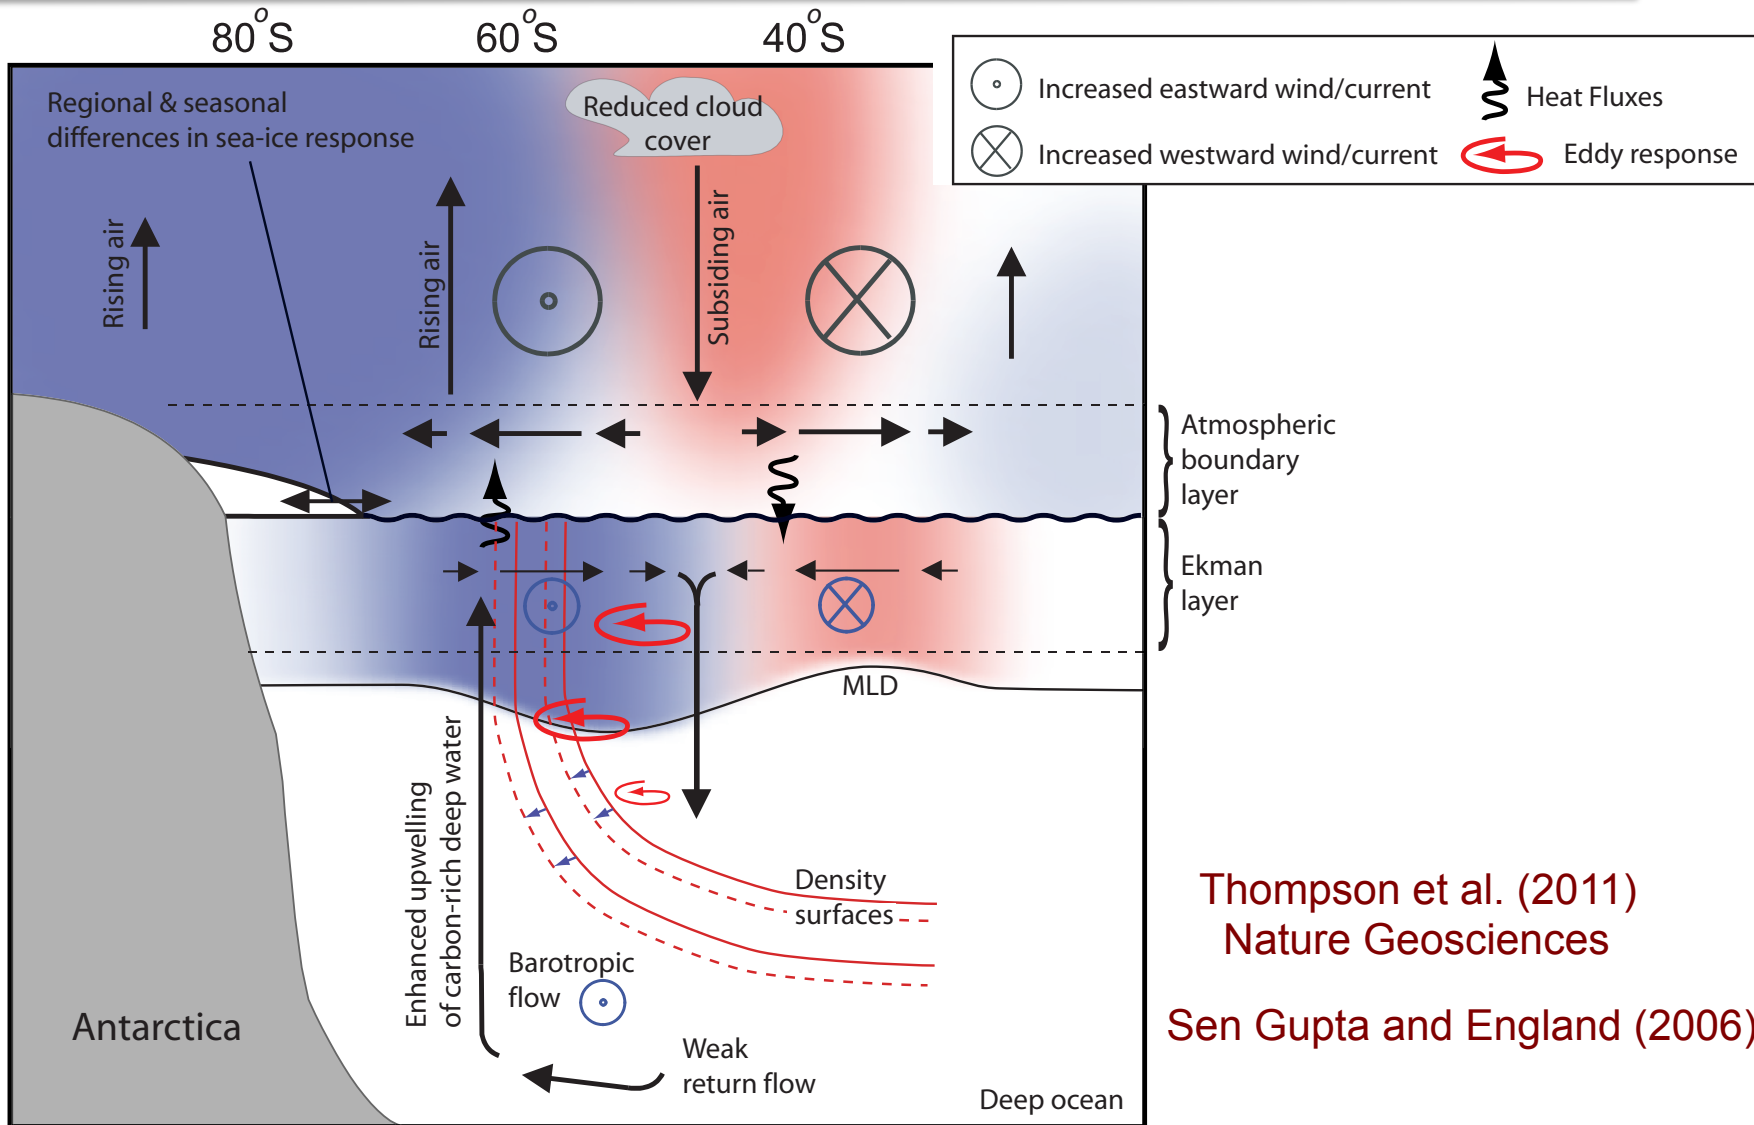 80°S
60°S
40°S
Regional & seasonal
differences in sea-ice response
Reduced cloud
cover
Increased eastward wind/current
Increased westward wind/current
Heat Fluxes
Eddy response
Rising air
Rising air
Subsiding air
Atmospheric
boundary
layer
Ekman
layer
MLD
Enhanced upwelling
of carbon-rich deep water
Density
surfaces
Barotropic
flow
Weak
return flow
Antarctica
Deep ocean
Thompson et al. (2011)
Nature Geosciences
Sen Gupta and England (2006)